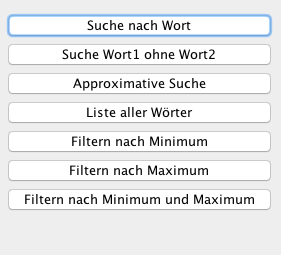 Suche nach Wort
Suche Wort1 ohne Wort2
Approximative Suche
Liste aller Wörter
Filtern nach Minimum
Filtern nach Maximum
Filtern nach Minimum und Maximum